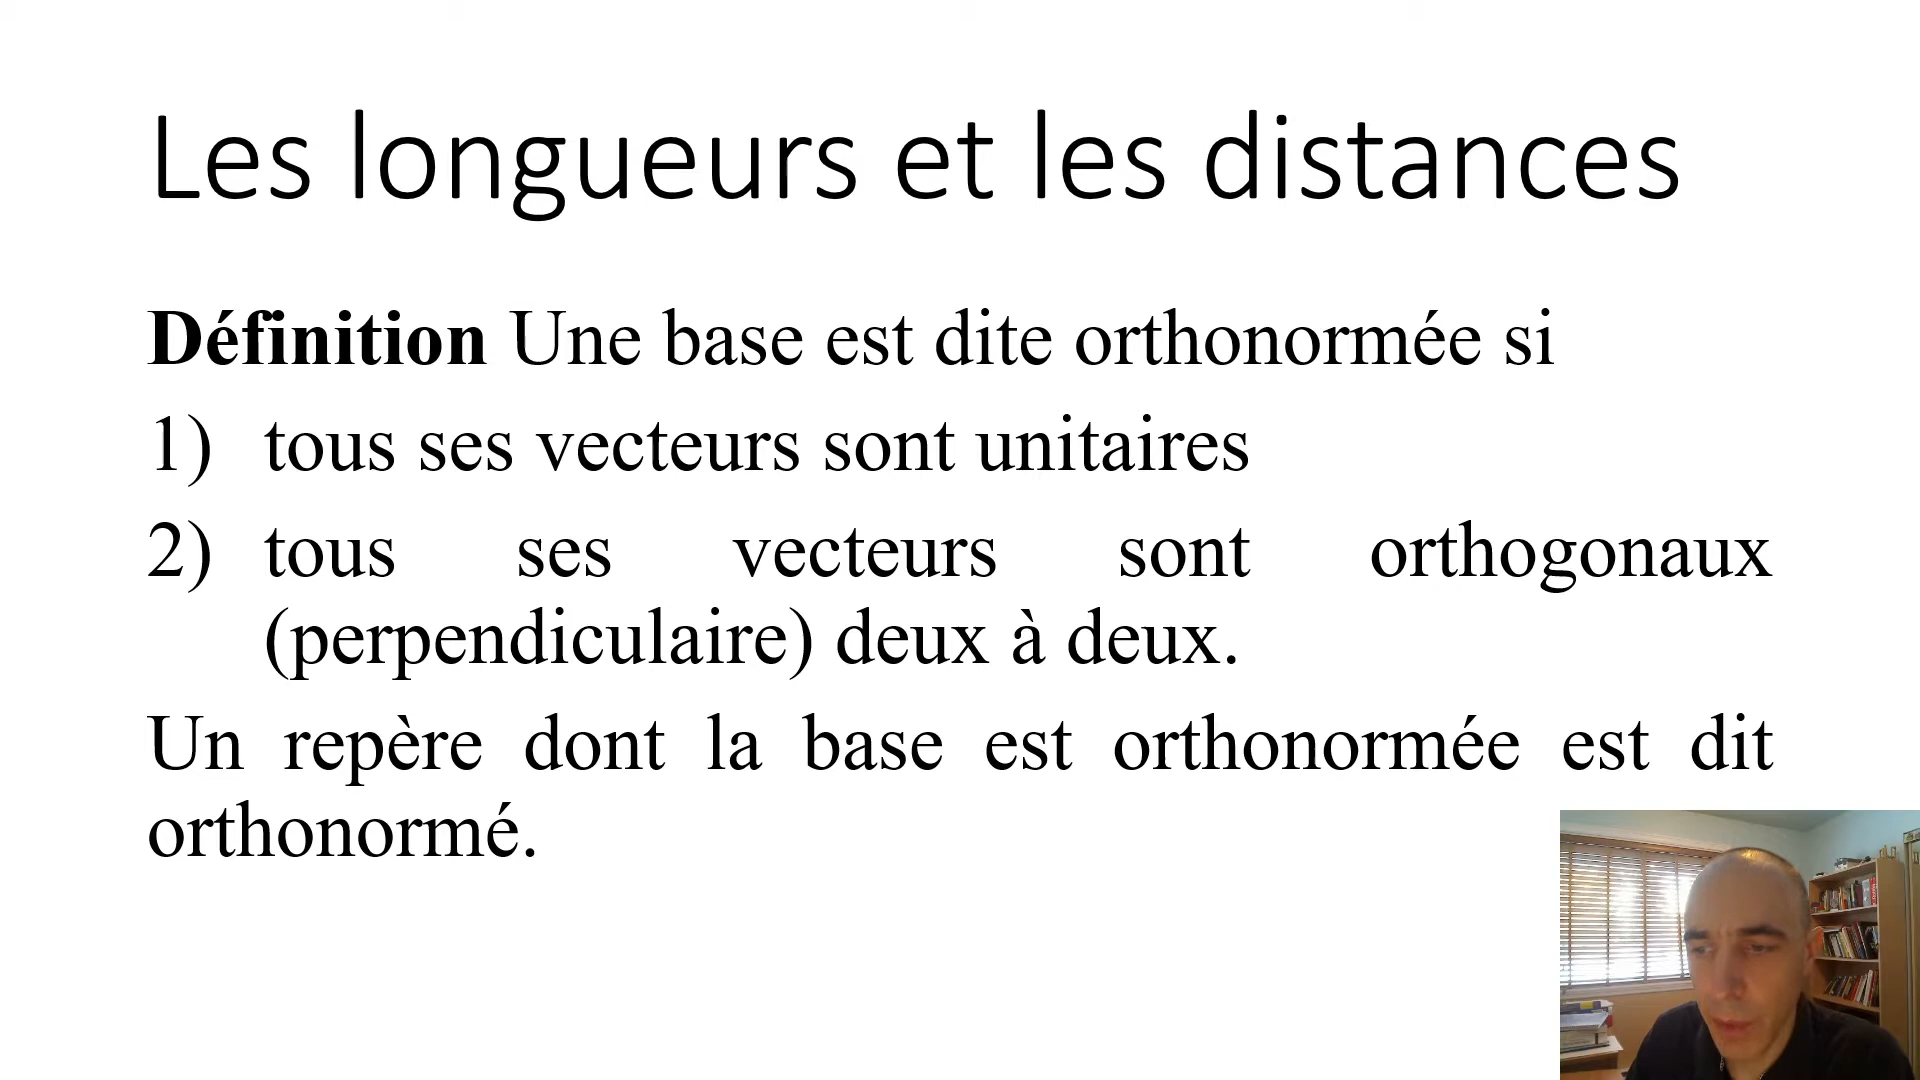 Les longueurs et les distances
Définition Une base est dite orthonormée si
1) tous ses vecteurs sont unitaires
2) tous ses vecteurs sont orthogonaux
(perpendiculaire) deux à deux.
Un repère dont la base est orthonormée est dit
orthonormé.